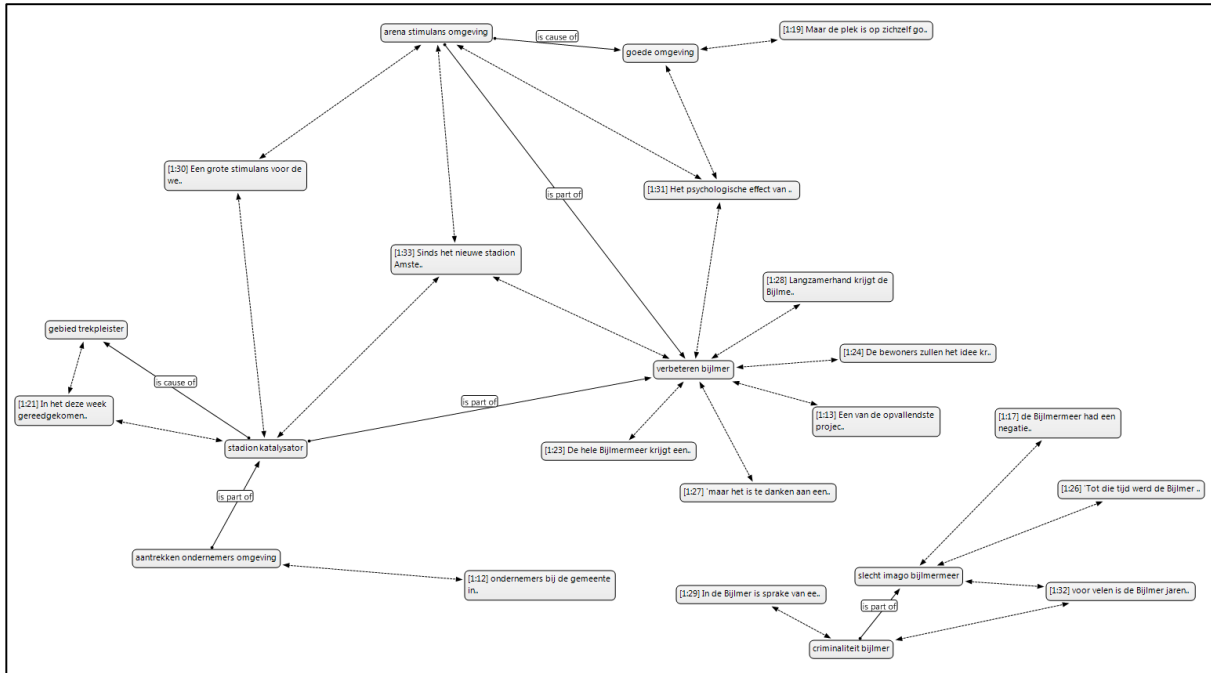 arena stimulans omgeving
is cause of
[1:19] Maar de plek is op zichzelf go..
goede omgeving
[1:30] Een grote stimulans voor de
we..
[1:31] Het psychologische effect van ..
is part of
[1:33] Sinds het nieuwe stadion
Amste..
[1:28] Langzamerhand krijgt de
Bijlme..
gebied trekpleister
[1:24] De bewoners zullen het idee kr..
verbeteren bijlmer
is cause of
is part of
[1:21] In het deze week
gereedgekomen..
[1:13] Een van de opvallendste
projec..
[1:17] de Bijlmermeer had een
negatie..
stadion katalysator
[1:23] De hele Bijlmermeer krijgt een..
[1:27] 'maar het is te danken aan een..
[1:26] 'Tot die tijd werd de Bijlmer ..
is part of
aantrekken ondernemers omgeving
[1:12] ondernemers bij de gemeente
in..
slecht imago bijlmermeer
[1:29] In de Bijlmer is sprake van ee..
[1:32] voor velen is de Bijlmer jaren..
is part of
criminaliteit bijlmer